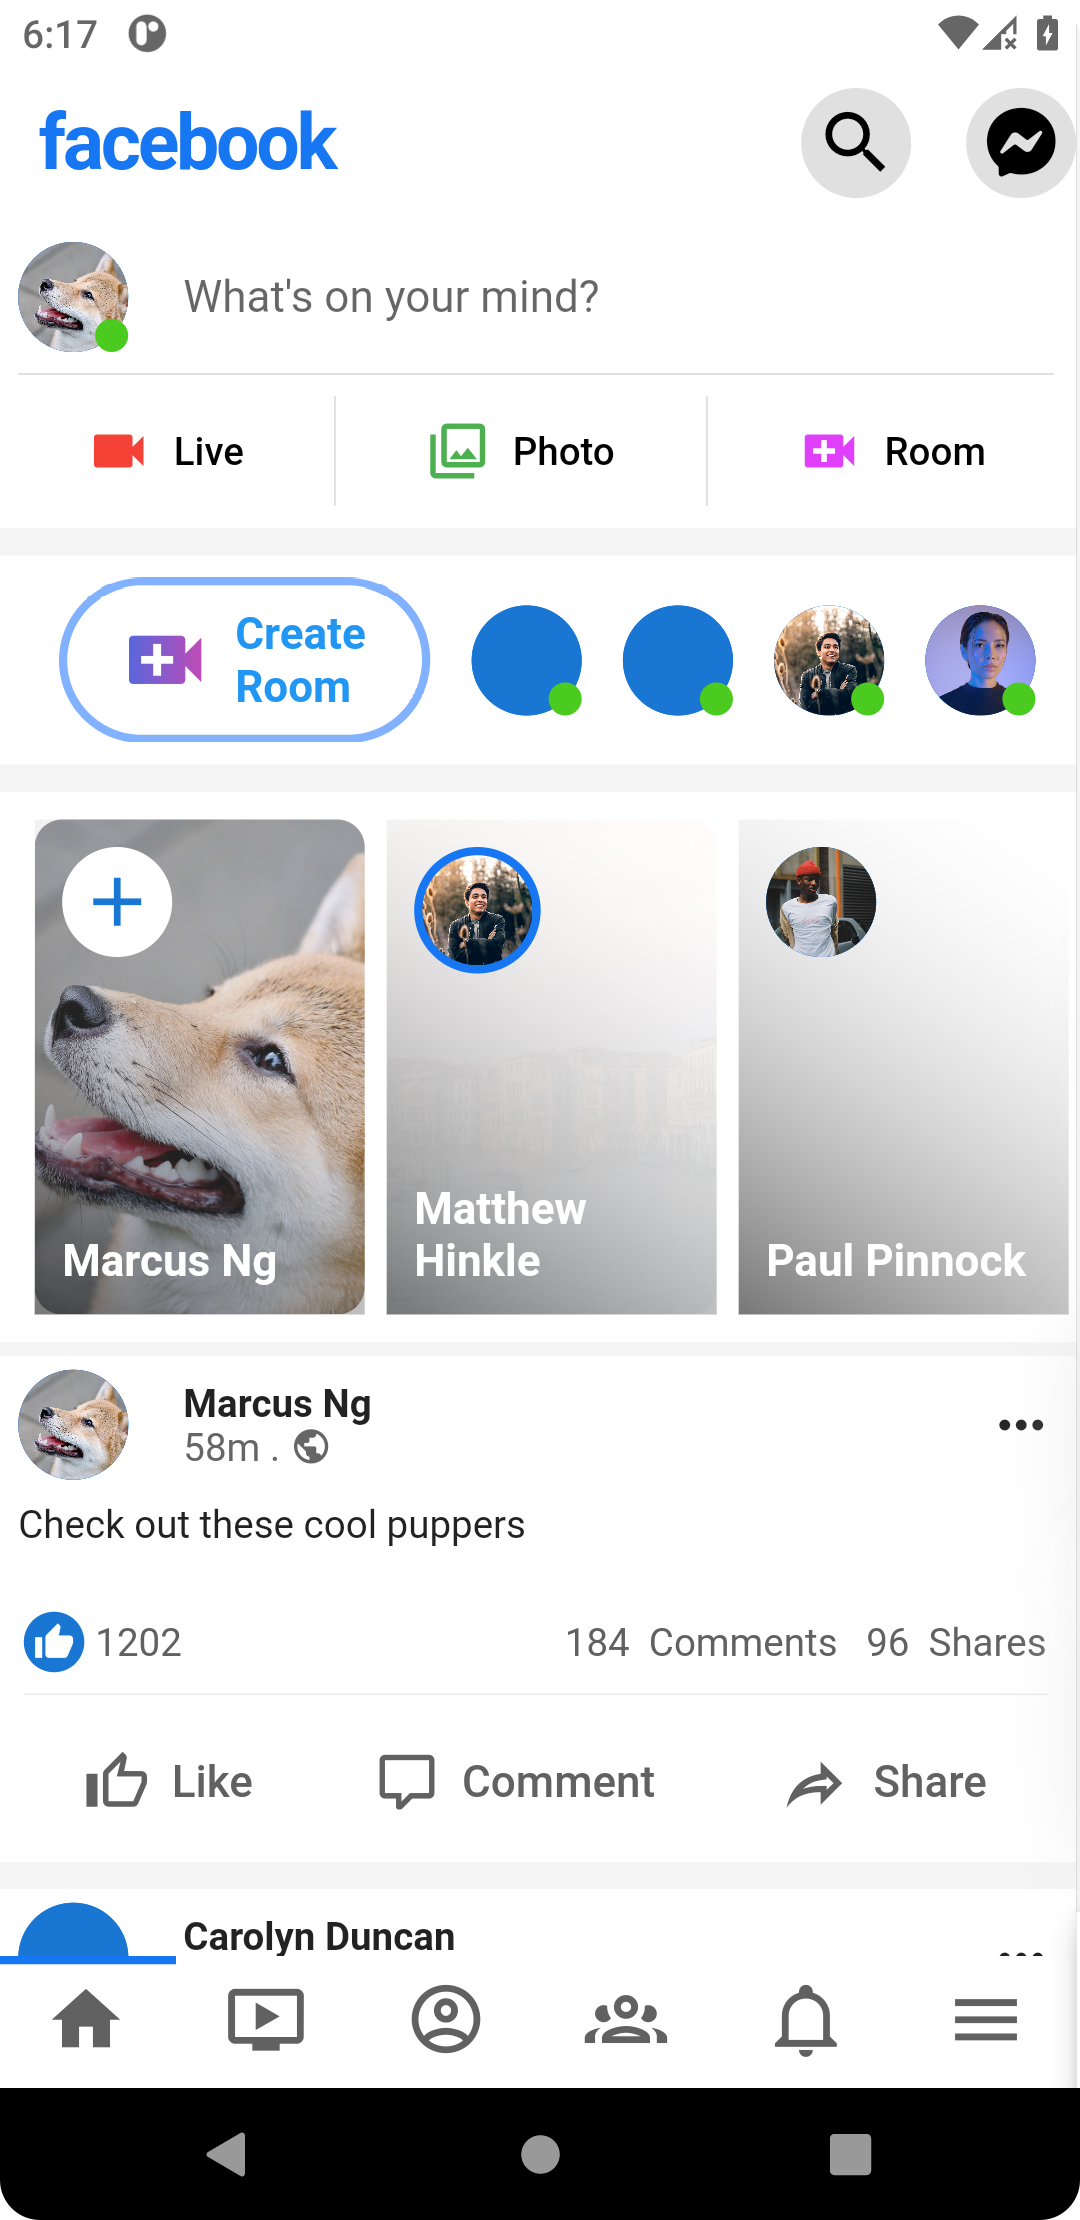 6:17
facebook
What's on your mind?
Live
Photo
Room
Create
Room
Marcus Ng
Matthew
Hinkle
Paul Pinnock
Marcus Ng
58m .
Check out these cool puppers
1202
184 Comments 96 Shares
Like
Comment
Share
Carolyn Duncan